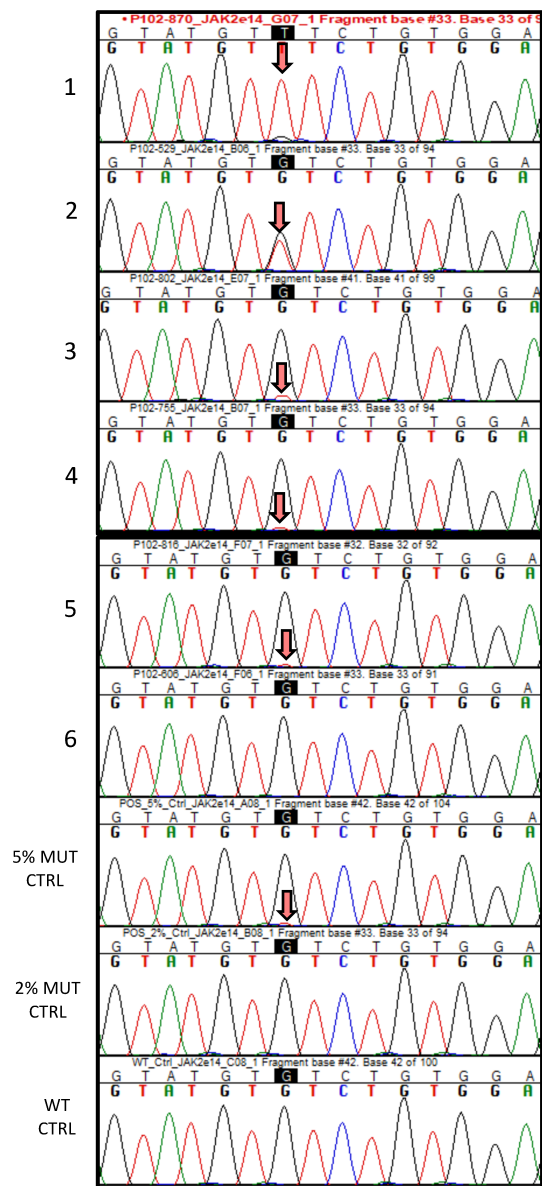 • P102-870_JAK2e14_G07_1 Fragment base #33. Base 33 of 9
G T A T G T T T C T G T G G A
G T A T G T T C T G T G G A
1
P102-529_JAK2e14_B06_1 Fragment base #33. Base 33 of 94
G T A T G T G T C T G T G G A
G T A T G T G T C T G T G G A
2
P102-802_JAK2e14_E07_1 Fragment base #41. Base 41 of 99
G T A T G T G T C T G T G G A
G T A T G T G T C T G T G G A
3
P102-755_JAK2e14_B07_1 Fragment base #33. Base 33 of 94
G T A T G T G T C T G T G G A
G T A T G T G T C T G T G G A
4
P102-816_JAK2e14_F07_1 Fragment base #32. Base 32 of 92
G T A T G T G T C T G T G G A
G T A T G T G T C T G T G G A
5
P102-606_JAK2e14_F06_1 Fragment base #33. Base 33 of 91
G T A T G T G T C T G T G G A
G T A T G T G T C T G T G G A
6
POS_5%_Ctrl_JAK2e14_A08_1 Fragment base #42. Base 42 of 104
G T A T G T G T C T G T G G A
G T A T G T G T C T G T G G A
5% MUT
CTRL
POS_2%_Ctrl_JAK2e14_B08_1 Fragment base #33. Base 33 of 94
G T A T G T G T C T G T G G A
G T A T G T G T C T G T G G A
2% MUT
CTRL
WT_Ctrl_JAK2e14_C08_1 Fragment base #42. Base 42 of 100
G T A T G T G T C T G T G G A
G T A T G T G T C T G T G G A
WT
CTRL